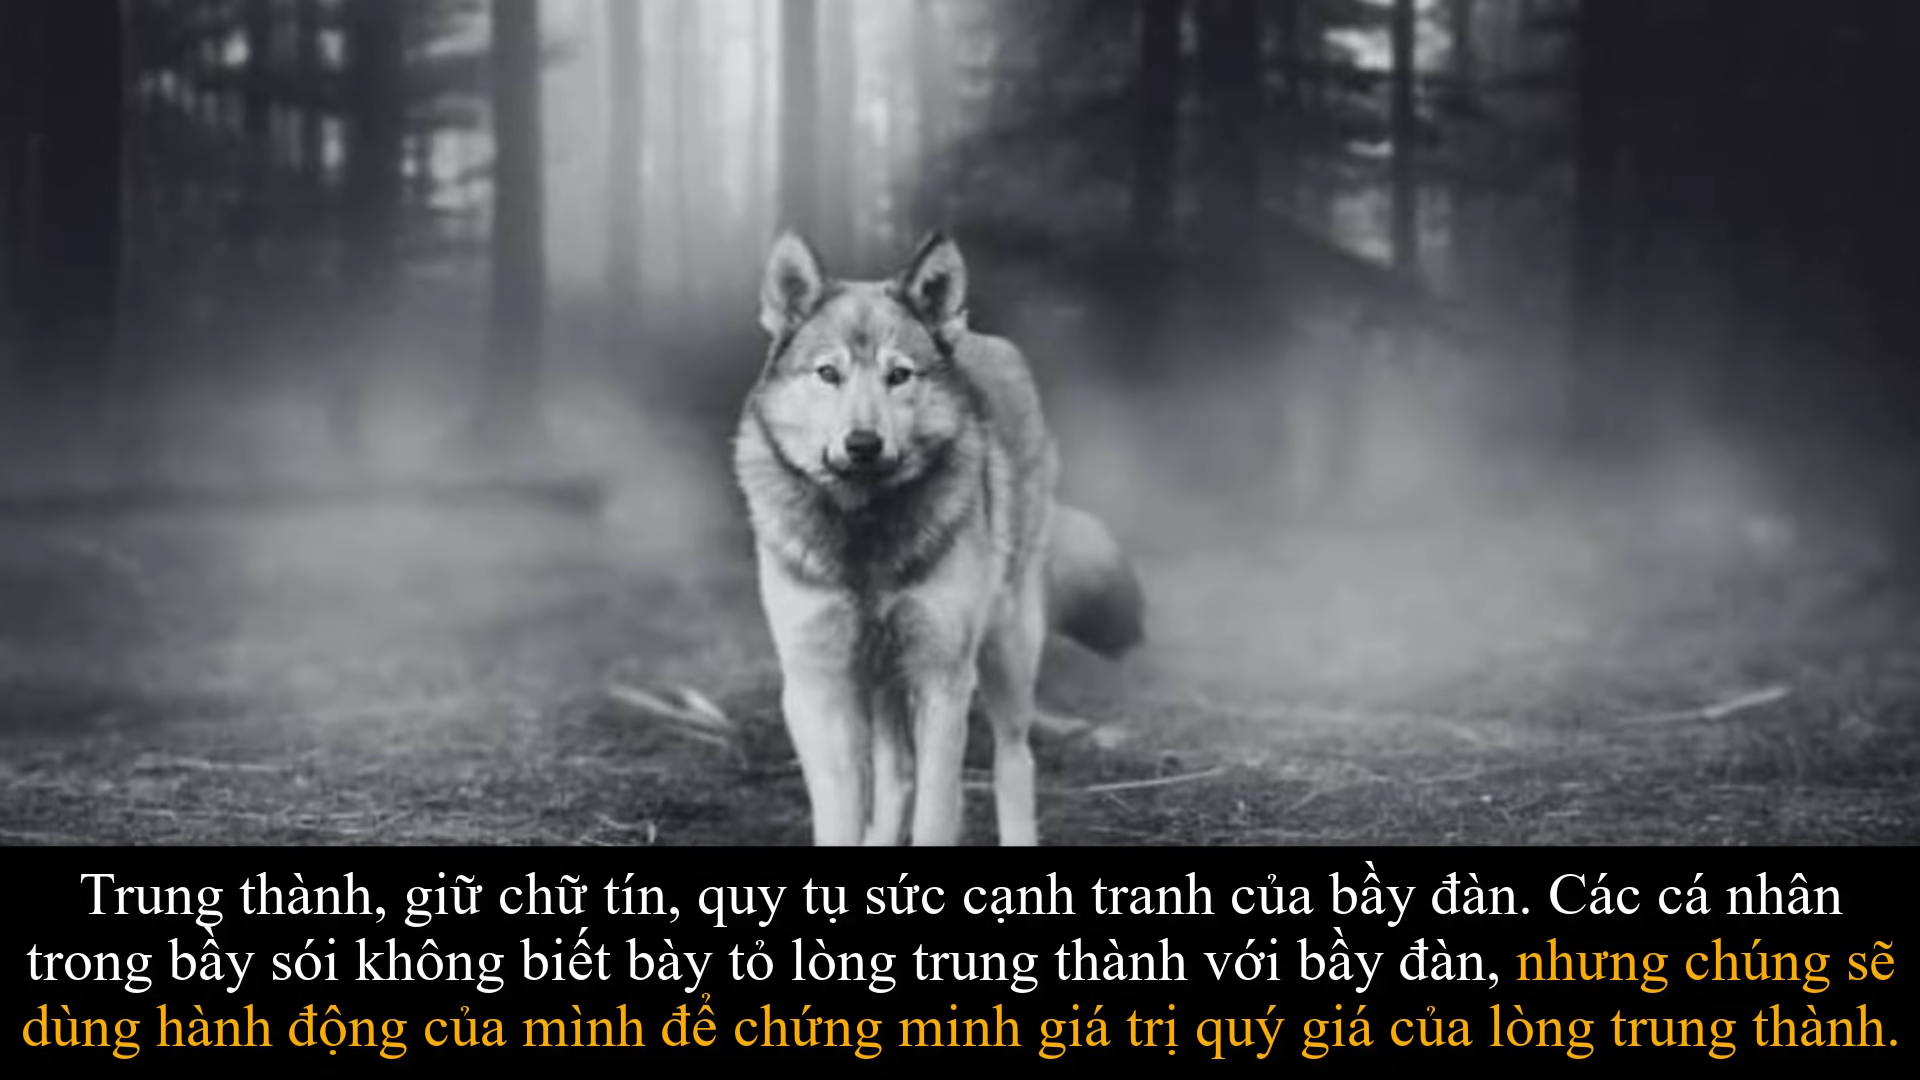 Trung thành, giữ chữ tín, quy tụ sức cạnh tranh của bầy đàn. Các cá nhân
trong bầy sói không biết bày tỏ lòng trung thành với bầy đàn, nhưng chúng sẽ
dùng hành động của mình để chứng minh giá trị quý giá của lòng trung thành.